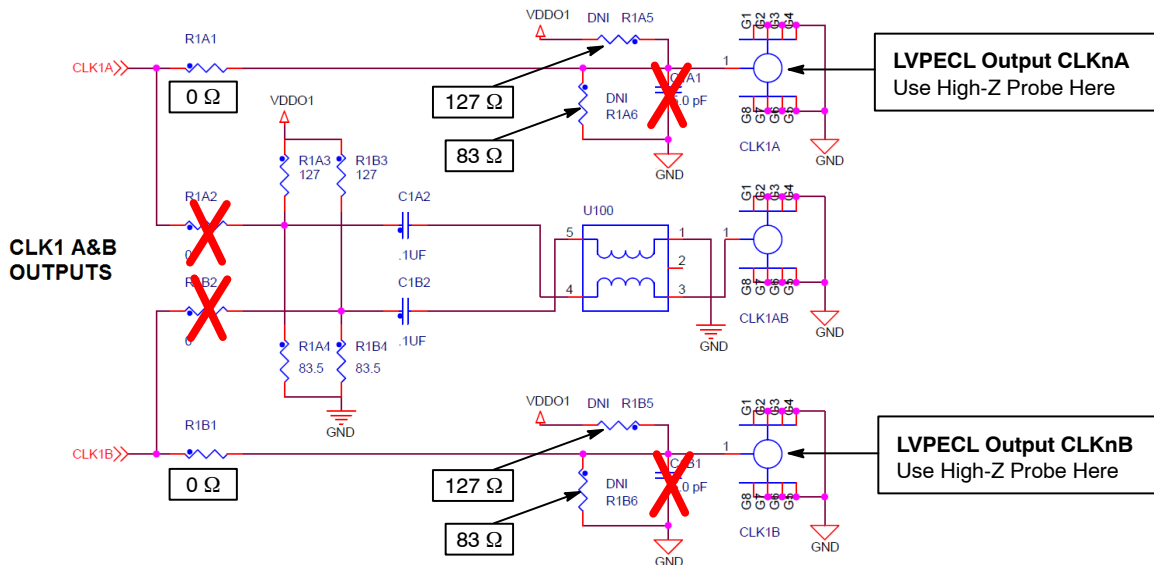 VDDO1
DNI R1A5
G1 G2 G3 G4
R1A1
CLK1A
0 Ω
127 Ω
83 Ω
DNI
R1A6
1
LVPECL Output CLKnA
Use High-Z Probe Here
G8 G7 G6 G5
CLK1A
GND
GND
VDDO1
R1A3
127
R1B3
127
R1A2
C1A2
.1UF
U100
5
4
1
2
3
G1 G2 G3 G4
1
G8 G7 G6 G5
CLK1AB
GND
GND
CLK1 A&B
OUTPUTS
C1B2
.1UF
R1A4
83.5
R1B4
83.5
GND
VDDO1
DNI R1B5
G1 G2 G3 G4
R1B1
CLK1B
0 Ω
127 Ω
83 Ω
DNI
R1B6
1
LVPECL Output CLKnB
Use High-Z Probe Here
G8 G7 G6 G5
CLK1B
GND
GND